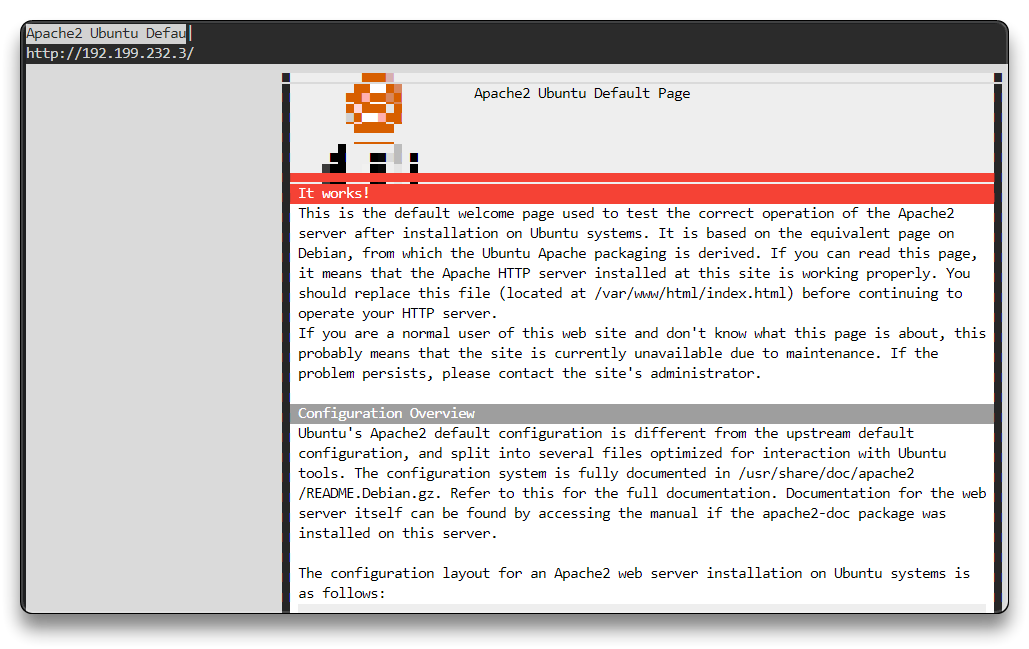 Apache2 Ubuntu Defau
http://192.199.232.3/
Apache2 Ubuntu Default Page
It works!
This is the default welcome page used to test the correct operation of the Apache2
server after installation on Ubuntu systems. It is based on the equivalent page on
Debian, from which the Ubuntu Apache packaging is derived. If you can read this page,
it means that the Apache HTTP server installed at this site is working properly. You
should replace this file (located at /var/www/html/index.html) before continuing to
operate your HTTP server.
If you are a normal user of this web site and don't know what this page is about, this
probably means that the site is currently unavailable due to maintenance. If the
problem persists, please contact the site's administrator.
Configuration Overview
Ubuntu's Apache2 default configuration is different from the upstream default
configuration, and split into several files optimized for interaction with Ubuntu
tools. The configuration system is fully documented in /usr/share/doc/apache2
/README.Debian.gz. Refer to this for the full documentation. Documentation for the web
server itself can be found by accessing the manual if the apache2-doc package was
installed on this server.
The configuration layout for an Apache2 web server installation on Ubuntu systems is
as follows: